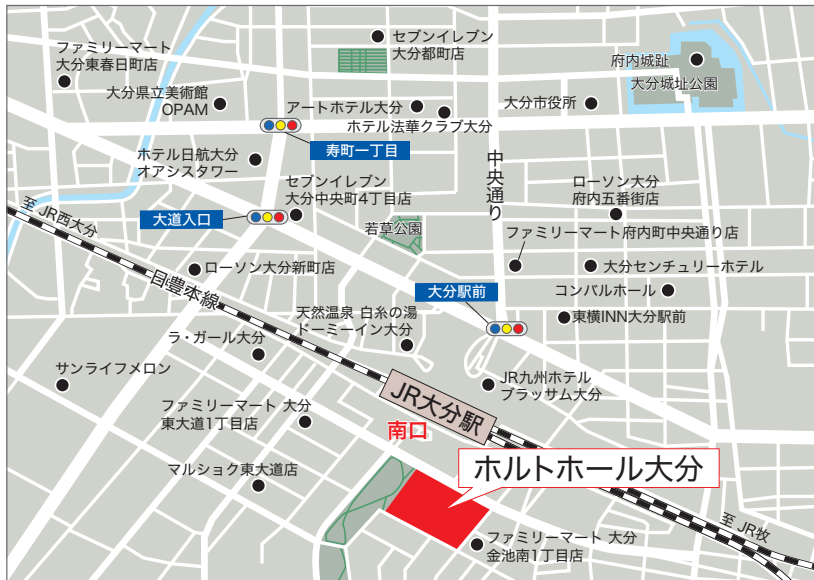 セブンイレブン
大分都町店
ファミリーマート
大分東春日町店
府内城趾
大分城址公園
大分県立美術館
OPAM
アートホテル大分
大分市役所
ホテル法華クラブ大分
寿町一丁目
中央通り
ホテル日航大分
オアシスタワー
セブンイレブン
大分中央町4丁目店
ローソン大分
府内五番街店
至 JR西大分
大道入口
若草公園
ファミリーマート府内町中央通り店
ローソン大分新町店
大分センチュリーホテル
日豊本線
大分駅前
コンパルホール
天然温泉 白糸の湯
ドーミーイン大分
東横INN大分駅前
ラ・ガール大分
サンライフメロン
JR九州ホテル
ブラッサム大分
JR大分駅
ファミリーマート 大分
東大道1丁目店
南口
マルショク東大道店
ホルトホール大分
至 JR牧
ファミリーマート 大分
金池南1丁目店